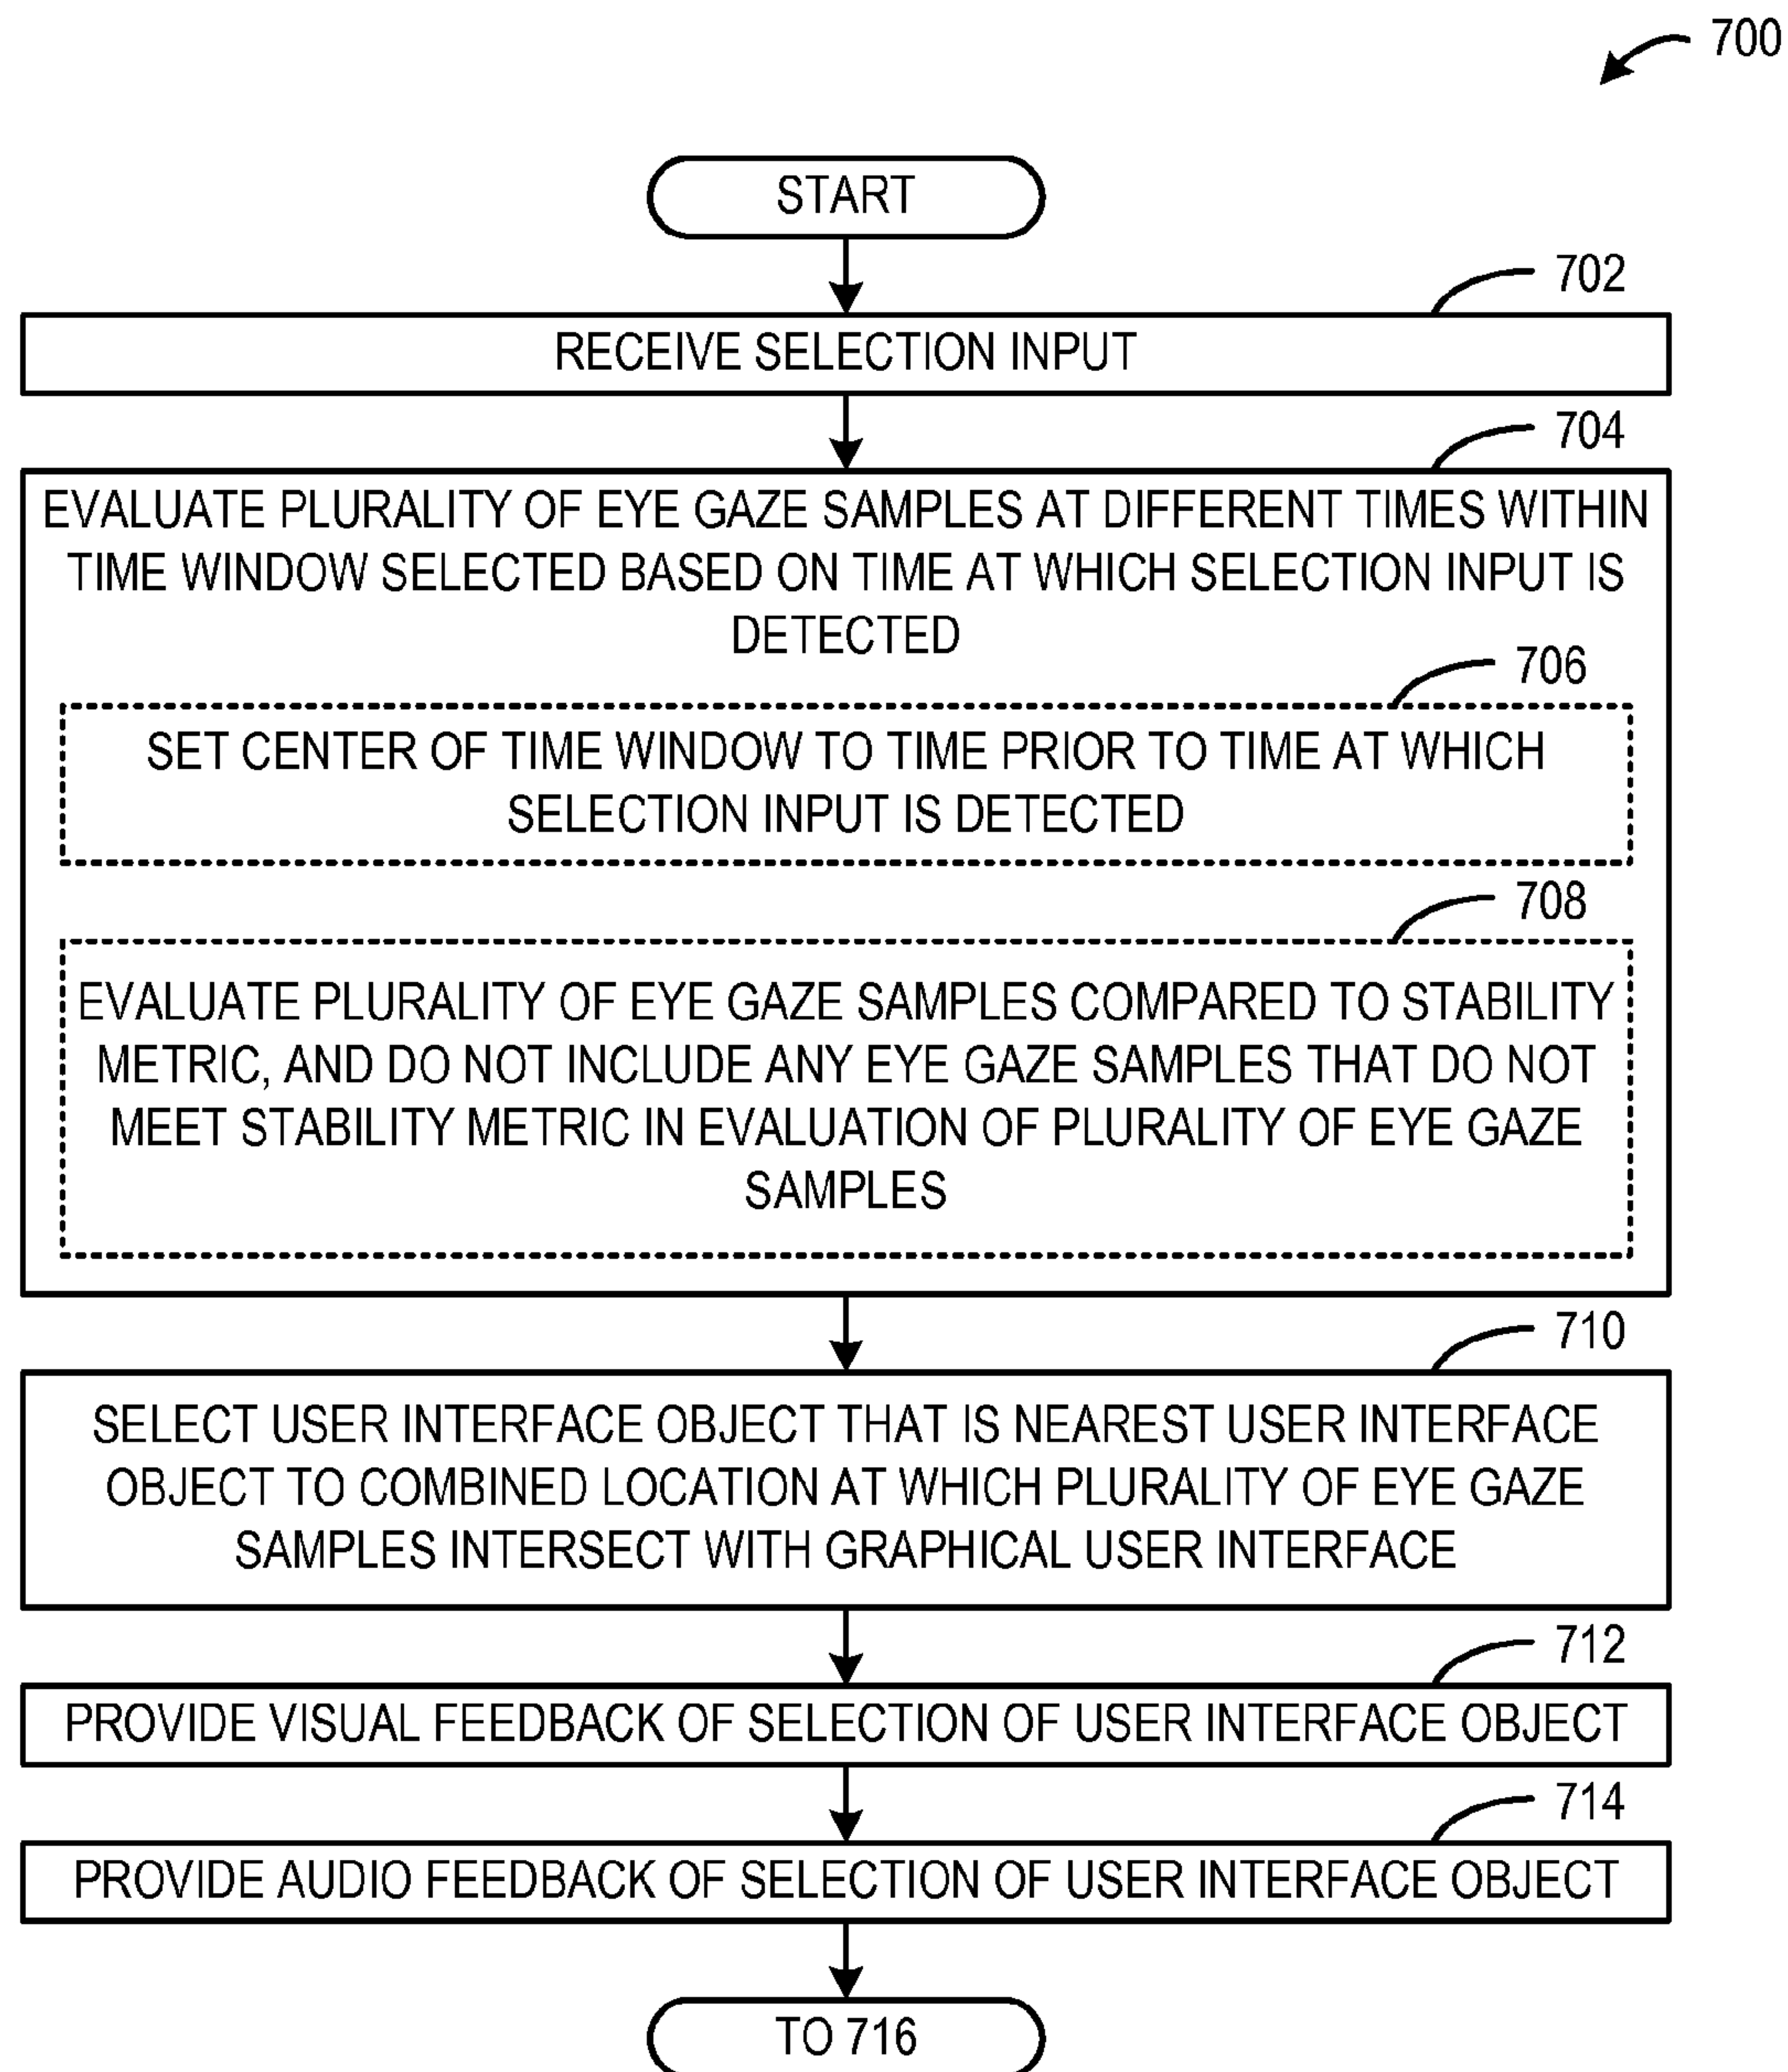 700
START
702
RECEIVE SELECTION INPUT
704
EVALUATE PLURALITY OF EYE GAZE SAMPLES AT DIFFERENT TIMES WITHIN
TIME WINDOW SELECTED BASED ON TIME AT WHICH SELECTION INPUT IS
DETECTED
706
SET CENTER OF TIME WINDOW TO TIME PRIOR TO TIME AT WHICH
SELECTION INPUT IS DETECTED
708
EVALUATE PLURALITY OF EYE GAZE SAMPLES COMPARED TO STABILITY
METRIC, AND DO NOT INCLUDE ANY EYE GAZE SAMPLES THAT DO NOT
MEET STABILITY METRIC IN EVALUATION OF PLURALITY OF EYE GAZE
SAMPLES
710
SELECT USER INTERFACE OBJECT THAT IS NEAREST USER INTERFACE
OBJECT TO COMBINED LOCATION AT WHICH PLURALITY OF EYE GAZE
SAMPLES INTERSECT WITH GRAPHICAL USER INTERFACE
712
PROVIDE VISUAL FEEDBACK OF SELECTION OF USER INTERFACE OBJECT
714
PROVIDE AUDIO FEEDBACK OF SELECTION OF USER INTERFACE OBJECT
TO 716